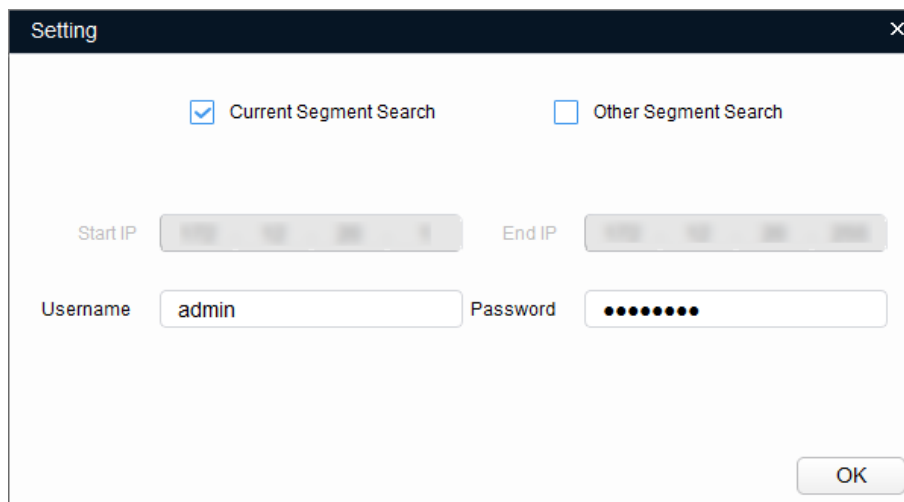 Setting
Current Segment Search Other Segment Search
Start IP End IP
Username admin Password ●●●●●●●●
OK